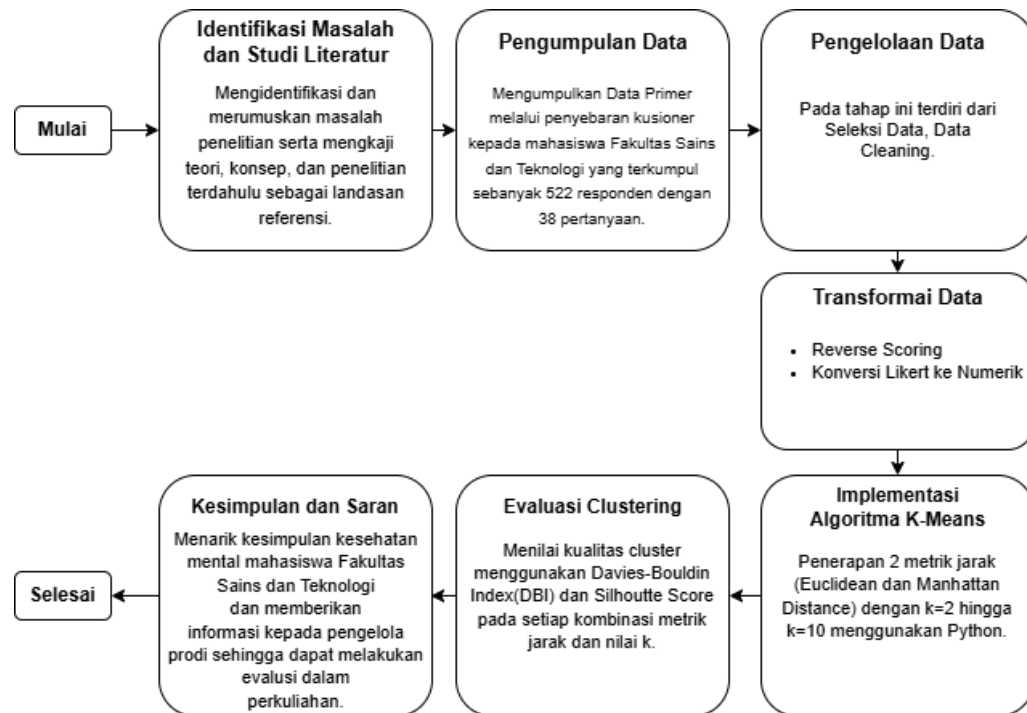 Mulai
Identifikasi Masalah
dan Studi Literatur
Mengidentifikasi dan
merumuskan masalah
penelitian serta mengkaji
teori, konsep, dan penelitian
terdahulu sebagai landasan
referensi.
Pengumpulan Data
Mengumpulkan Data Primer
melalui penyebaran kusioner
kepada mahasiswa Fakultas Sains
dan Teknologi yang terkumpul
sebanyak 522 responden dengan
38 pertanyaan.
Pengelolaan Data
Pada tahap ini terdiri dari
Seleksi Data, Data
Cleaning.
Transformai Data
• Reverse Scoring
• Konversi Likert ke Numerik
Implementasi
Algoritma K-Means
Penerapan 2 metrik jarak
(Euclidean dan Manhattan
Distance) dengan k=2 hingga
k=10 menggunakan Python.
Evaluasi Clustering
Menilai kualitas cluster
menggunakan Davies-Bouldin
Index(DBI) dan Silhoutte Score
pada setiap kombinasi metrik
jarak dan nilai k.
Kesimpulan dan Saran
Menarik kesimpulan kesehatan
mental mahasiswa Fakultas
Sains dan Teknologi
dan memberikan
informasi kepada pengelola
prodi sehingga dapat melakukan
evalusi dalam
perkuliahan.
Selesai